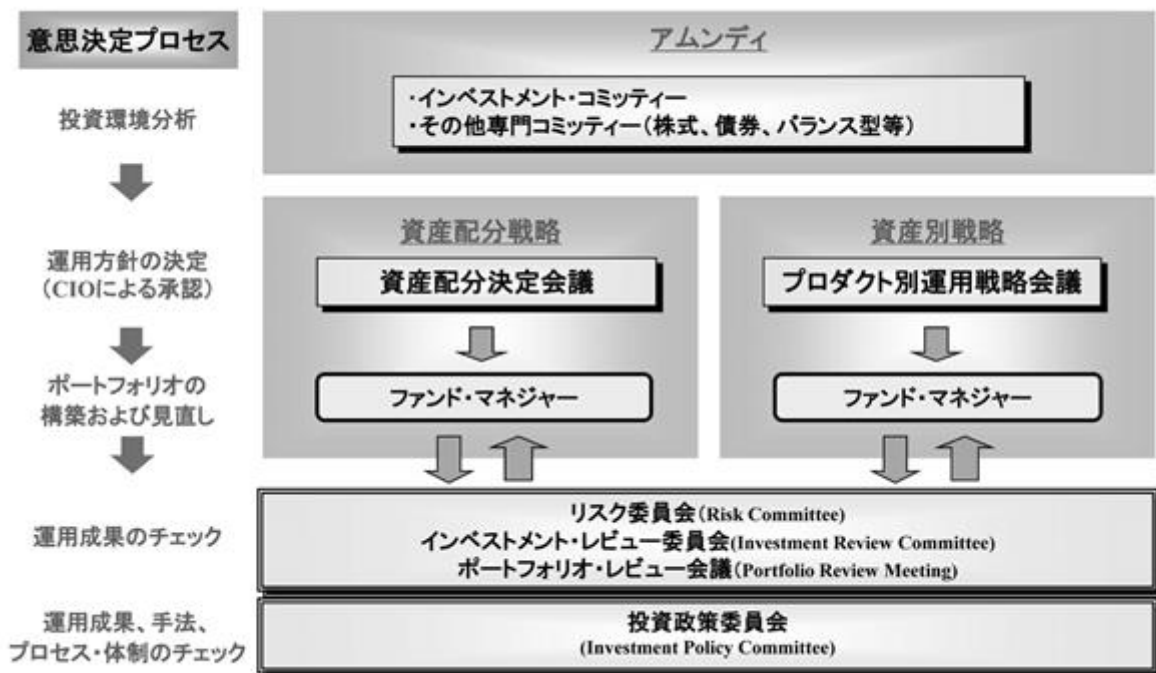 意思決定プロセス
アムンディ
・インベストメント・コミッティー
・その他専門コミッティー（株式、債券、バランス型等）
投資環境分析
資産配分戦略
資産別戦略
運用方針の決定
（CIOによる承認）
資産配分決定会議
プロダクト別運用戦略会議
ポートフォリオの
構築および見直し
ファンド・マネジャー
ファンド・マネジャー
運用成果のチェック
リスク委員会（Risk Committee）
インベストメント・レビュー委員会(Investment Review Committee)
ポートフォリオ・レビュー会議（Portfolio Review Meeting）
運用成果、手法、
プロセス・体制のチェック
投資政策委員会
(Investment Policy Committee)